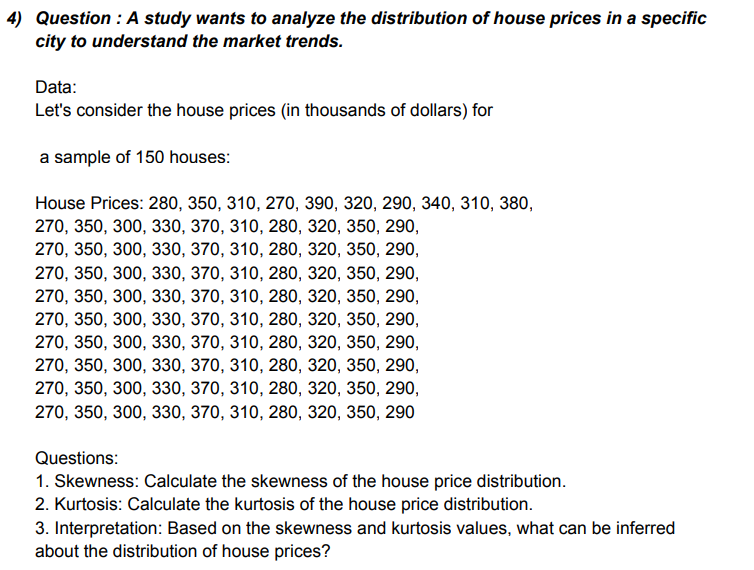 4) Question : A study wants to analyze the distribution of house prices in a specific
city to understand the market trends.
Data:
Let's consider the house prices (in thousands of dollars) for
a sample of 150 houses:
House Prices: 280, 350, 310, 270, 390, 320, 290, 340, 310, 380,
270, 350, 300, 330, 370, 310, 280, 320, 350, 290,
270, 350, 300, 330, 370, 310, 280, 320, 350, 290,
270, 350, 300, 330, 370, 310, 280, 320, 350, 290,
270, 350, 300, 330, 370, 310, 280, 320, 350, 290,
270, 350, 300, 330, 370, 310, 280, 320, 350, 290,
270, 350, 300, 330, 370, 310, 280, 320, 350, 290,
270, 350, 300, 330, 370, 310, 280, 320, 350, 290,
270, 350, 300, 330, 370, 310, 280, 320, 350, 290,
270, 350, 300, 330, 370, 310, 280, 320, 350, 290
Questions:
1. Skewness: Calculate the skewness of the house price distribution.
2. Kurtosis: Calculate the kurtosis of the house price distribution.
3. Interpretation: Based on the skewness and kurtosis values, what can be inferred
about the distribution of house prices?